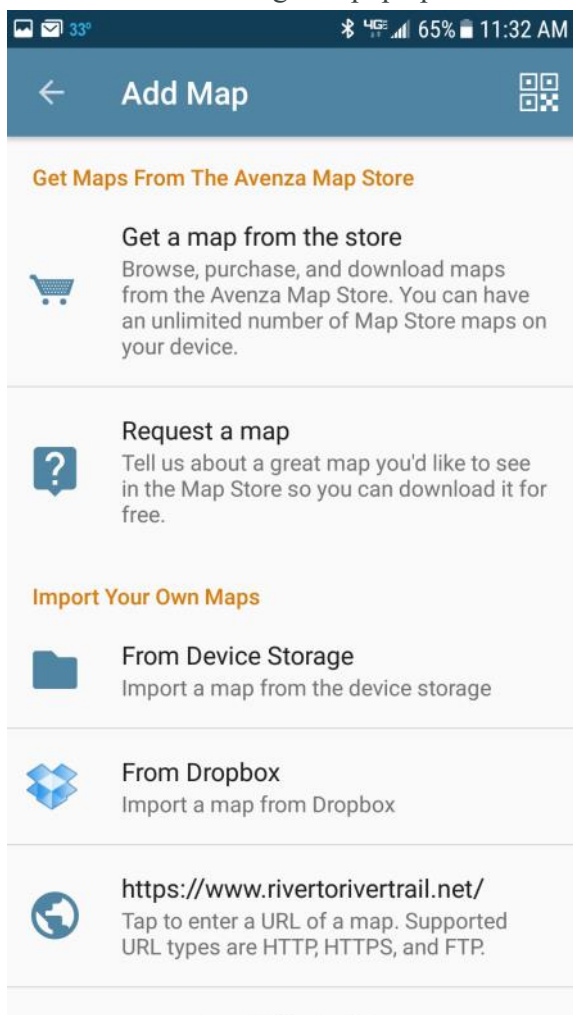 33°
4G 65% 11:32 AM
Add Map
Get Maps From The Avenza Map Store
Get a map from the store
Browse, purchase, and download maps
from the Avenza Map Store. You can have
an unlimited number of Map Store maps on
your device.
Request a map
Tell us about a great map you'd like to see
in the Map Store so you can download it for
free.
Import Your Own Maps
From Device Storage
Import a map from the device storage
From Dropbox
Import a map from Dropbox
https://www.rivertorivertrail.net/
Tap to enter a URL of a map. Supported
URL types are HTTP, HTTPS, and FTP.